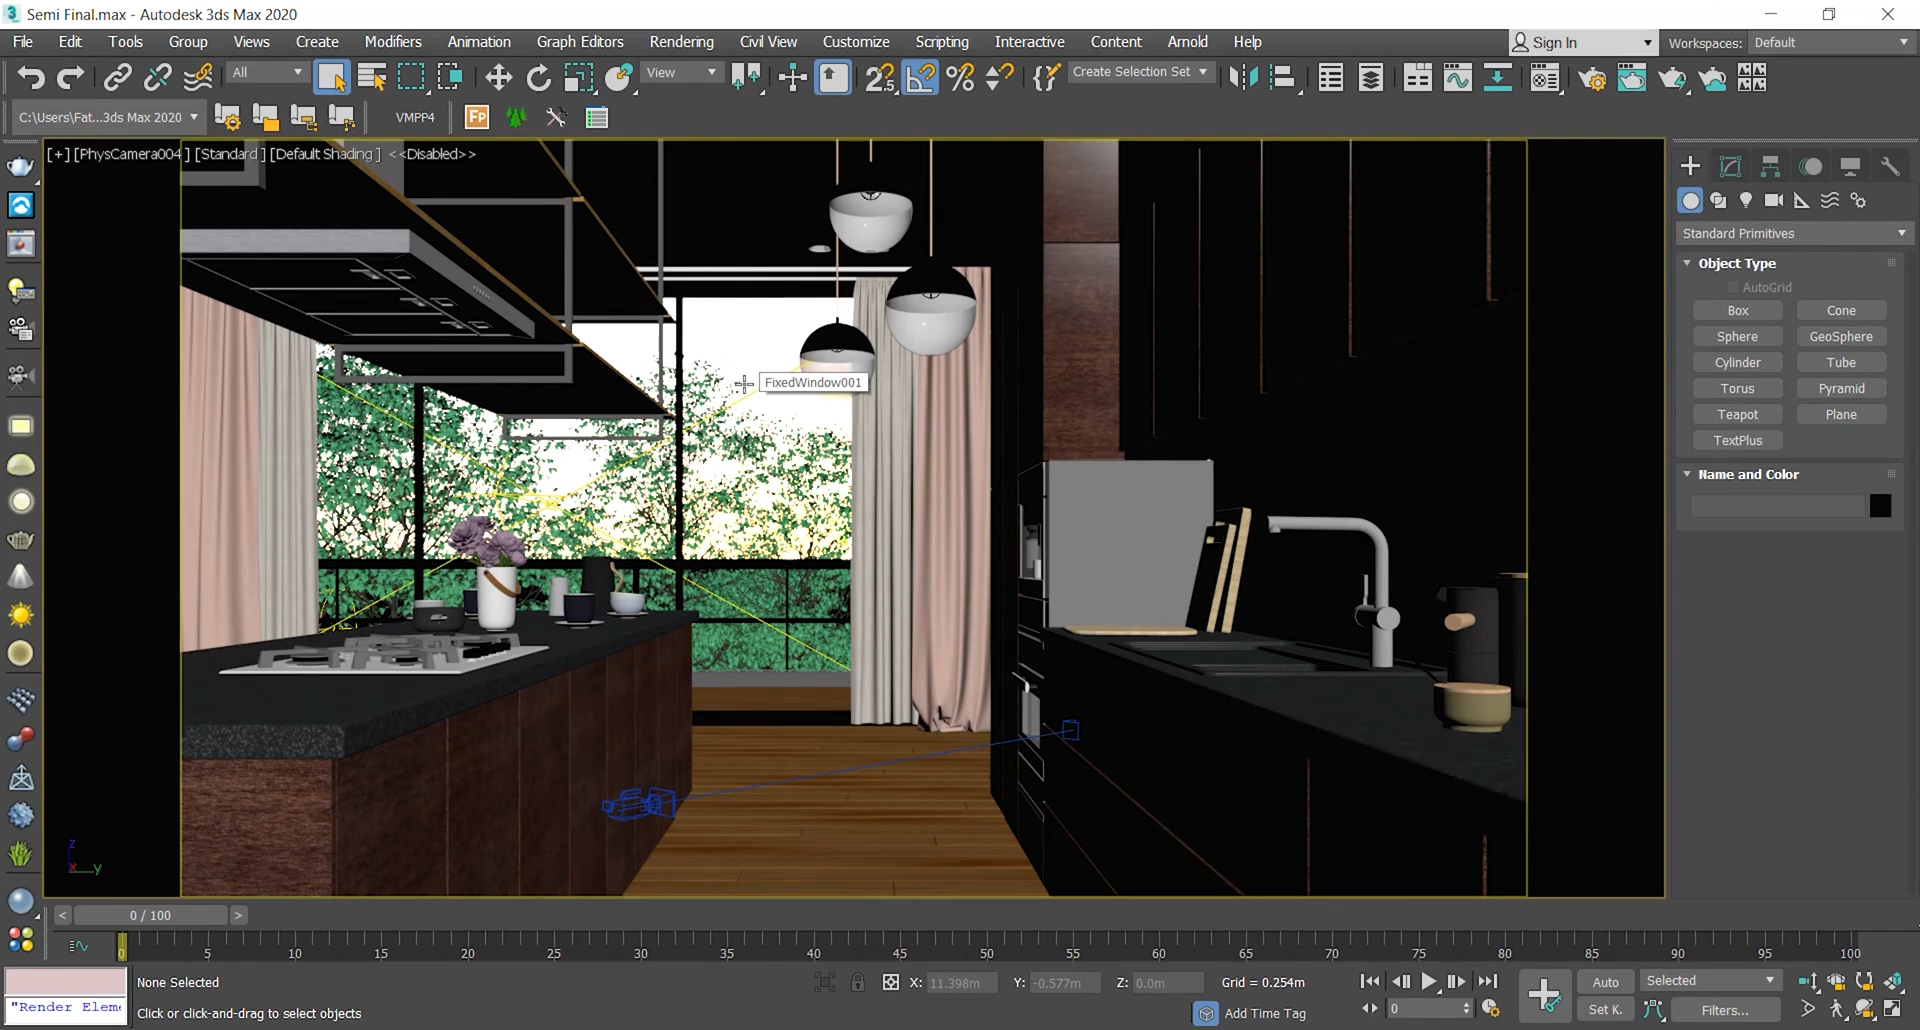 Semi Final.max - Autodesk 3ds Max 2020
File Edit Tools Group Views Create Modifiers Animation Graph Editors Rendering Civil View Customize Scripting Interactive Content Arnold Help
Sign In Workspaces: Default
All View Create Selection Set
C:\Users\Fat...3ds Max 2020 VMPP4 Fp
[+] [PhysCamera004 ] [Standard ] [Default Shading ] <<Disabled>>
FixedWindow001
z
x y
Standard Primitives
Object Type
AutoGrid
Box Cone
Sphere GeoSphere
Cylinder Tube
Torus Pyramid
Teapot Plane
TextPlus
Name and Color
< 0 / 100 >
0 5 10 15 20 25 30 35 40 45 50 55 60 65 70 75 80 85 90 95 100
None Selected X: 11.398m Y: -0.577m Z: 0.0m Grid = 0.254m Auto Selected
"Render Eleme Click or click-and-drag to select objects Add Time Tag 0 Set K. Filters...